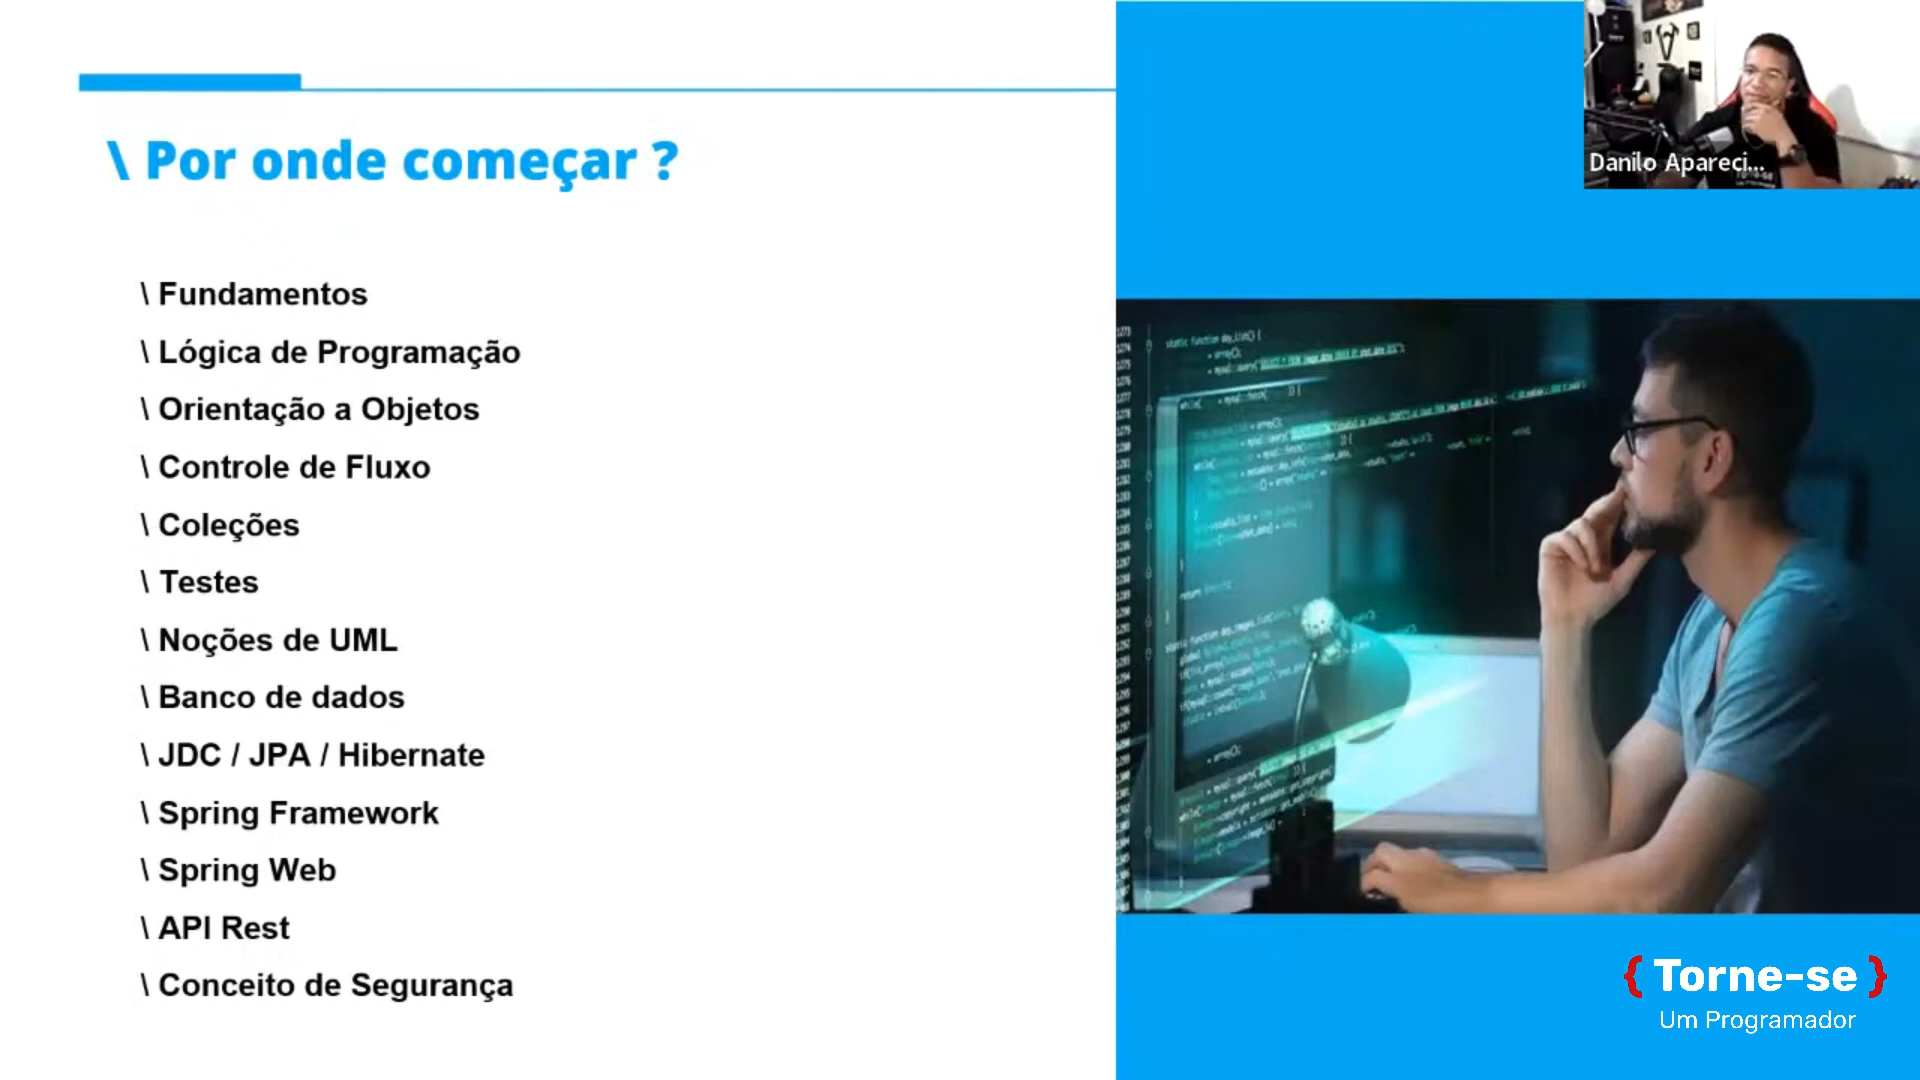 \ Por onde começar ?
\ Fundamentos
\ Lógica de Programação
\ Orientação a Objetos
\ Controle de Fluxo
\ Coleções
\ Testes
\ Noções de UML
\ Banco de dados
\ JDC / JPA / Hibernate
\ Spring Framework
\ Spring Web
\ API Rest
\ Conceito de Segurança
Danilo Apareci...
{ Torne-se }
Um Programador